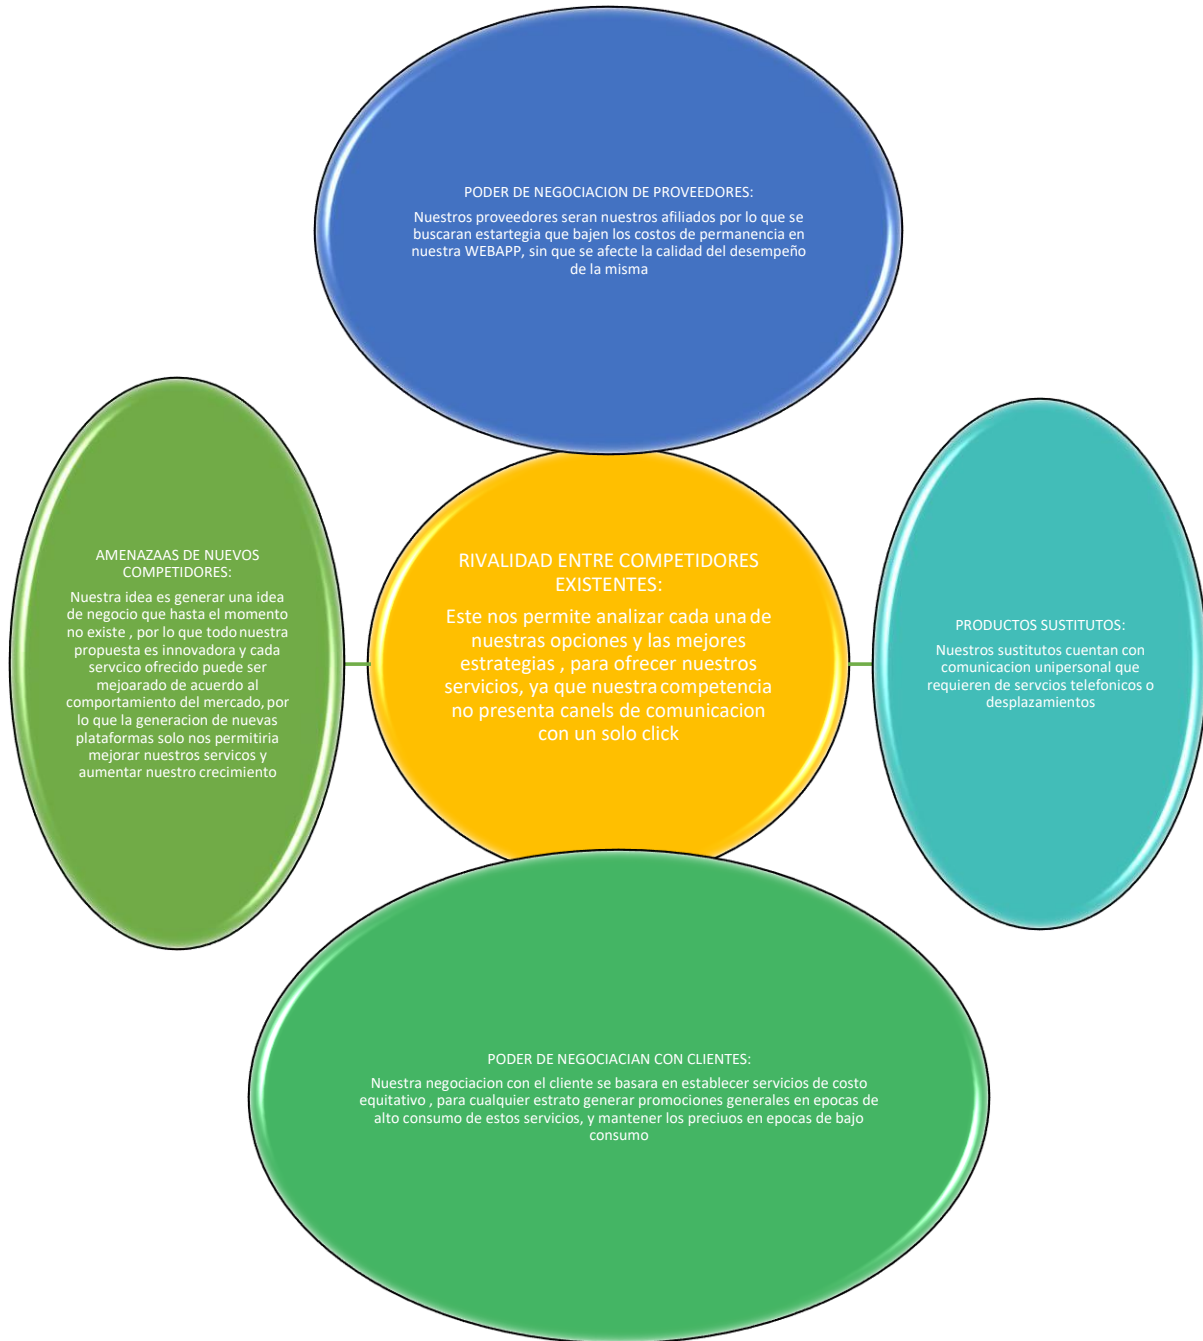 PODER DE NEGOCIACION DE PROVEEDORES:
Nuestros proveedores seran nuestros afiliados por lo que se
buscaran estartegia que bajen los costos de permanencia en
nuestra WEBAPP, sin que se afecte la calidad del desempeño
de la misma
AMENAZAAS DE NUEVOS
COMPETIDORES:
Nuestra idea es generar una idea
de negocio que hasta el momento
no existe , por lo que todo nuestra
propuesta es innovadora y cada
servcico ofrecido puede ser
mejoarado de acuerdo al
comportamiento del mercado, por
lo que la generacion de nuevas
plataformas solo nos permitiria
mejorar nuestros servicos y
aumentar nuestro crecimiento
RIVALIDAD ENTRE COMPETIDORES
EXISTENTES:
Este nos permite analizar cada una de
nuestras opciones y las mejores
estrategias , para ofrecer nuestros
servicios, ya que nuestra competencia
no presenta canels de comunicacion
con un solo click
PRODUCTOS SUSTITUTOS:
Nuestros sustitutos cuentan con
comunicacion unipersonal que
requieren de servcios telefonicos o
desplazamientos
PODER DE NEGOCIACIAN CON CLIENTES:
Nuestra negociacion con el cliente se basara en establecer servicios de costo
equitativo , para cualquier estrato generar promociones generales en epocas de
alto consumo de estos servicios, y mantener los preciuos en epocas de bajo
consumo